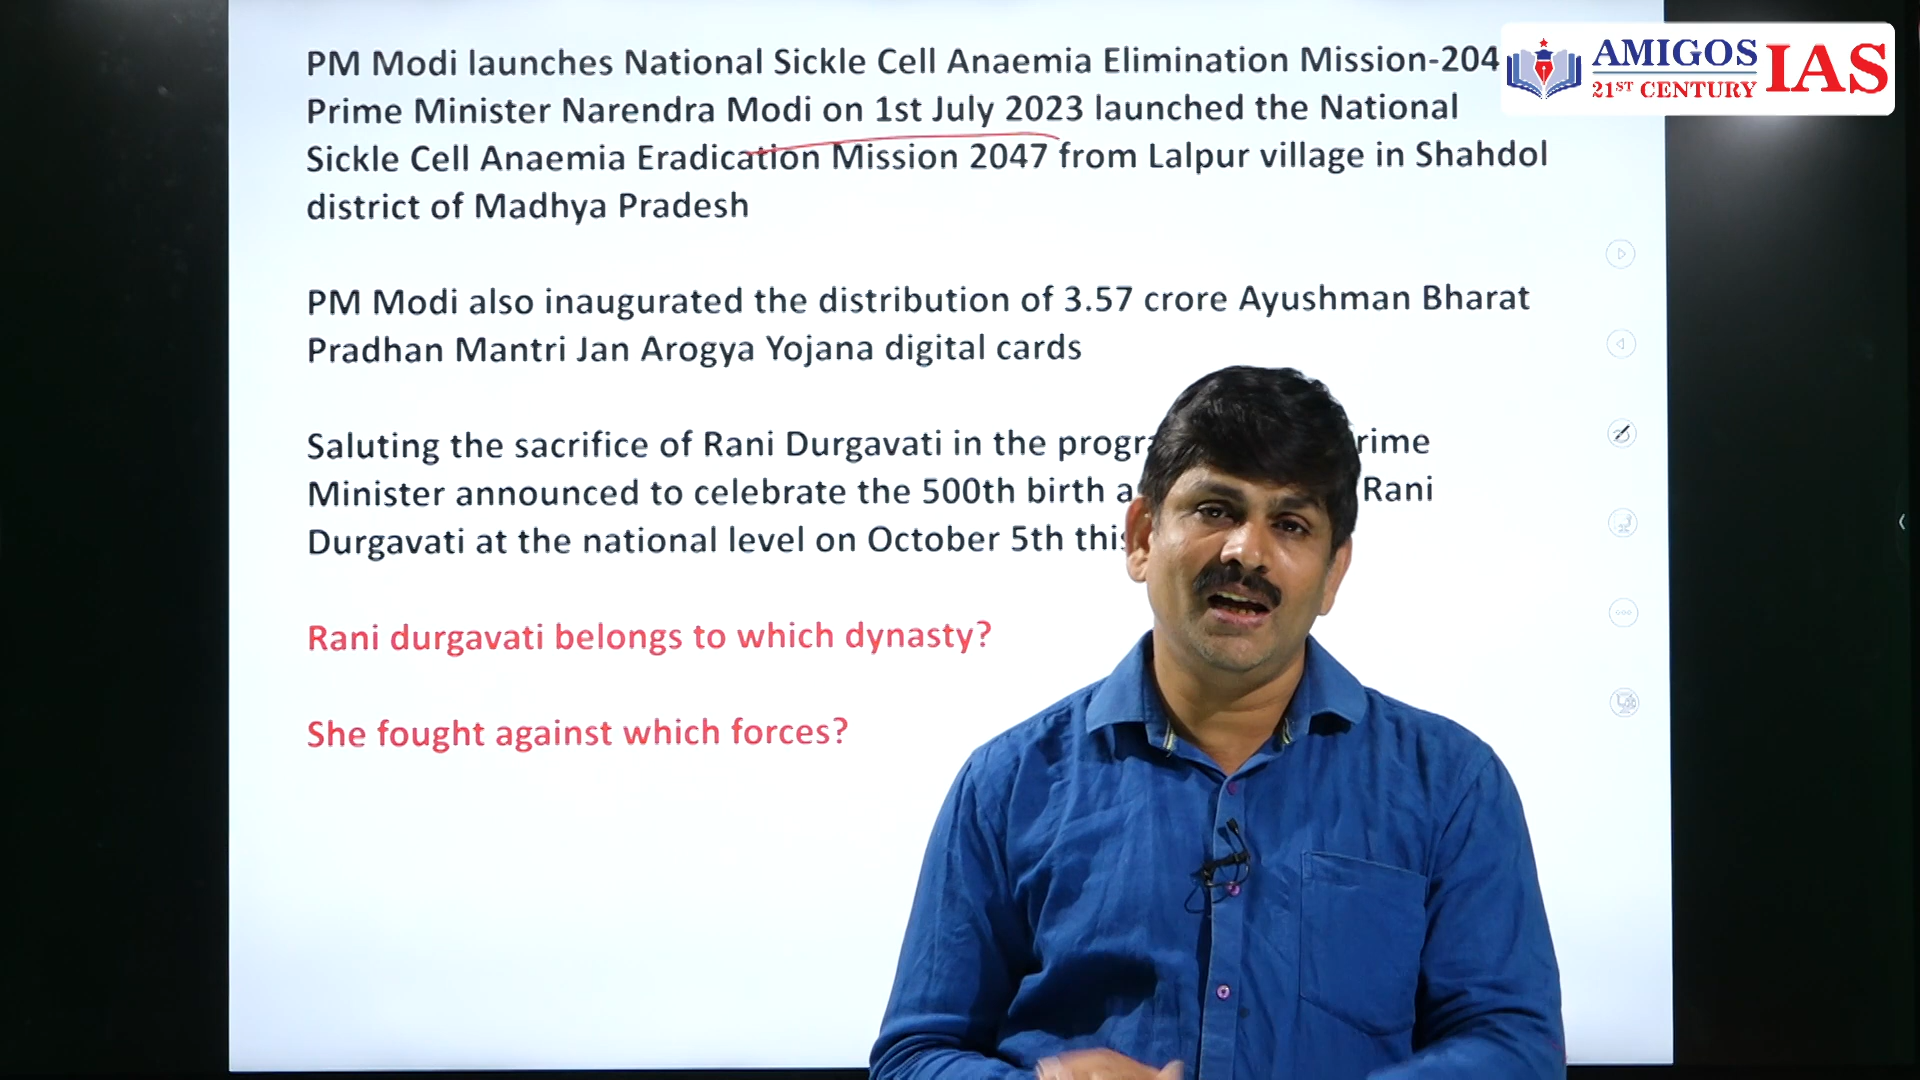 PM Modi launches National Sickle Cell Anaemia Elimination Mission-204
Prime Minister Narendra Modi on 1st July 2023 launched the National
Sickle Cell Anaemia Eradication Mission 2047 from Lalpur village in Shahdol
district of Madhya Pradesh
PM Modi also inaugurated the distribution of 3.57 crore Ayushman Bharat
Pradhan Mantri Jan Arogya Yojana digital cards
Saluting the sacrifice of Rani Durgavati in the progr rime
Minister announced to celebrate the 500th birth a Rani
Durgavati at the national level on October 5th this
Rani durgavati belongs to which dynasty?
She fought against which forces?
AMIGOS IAS
21ST CENTURY